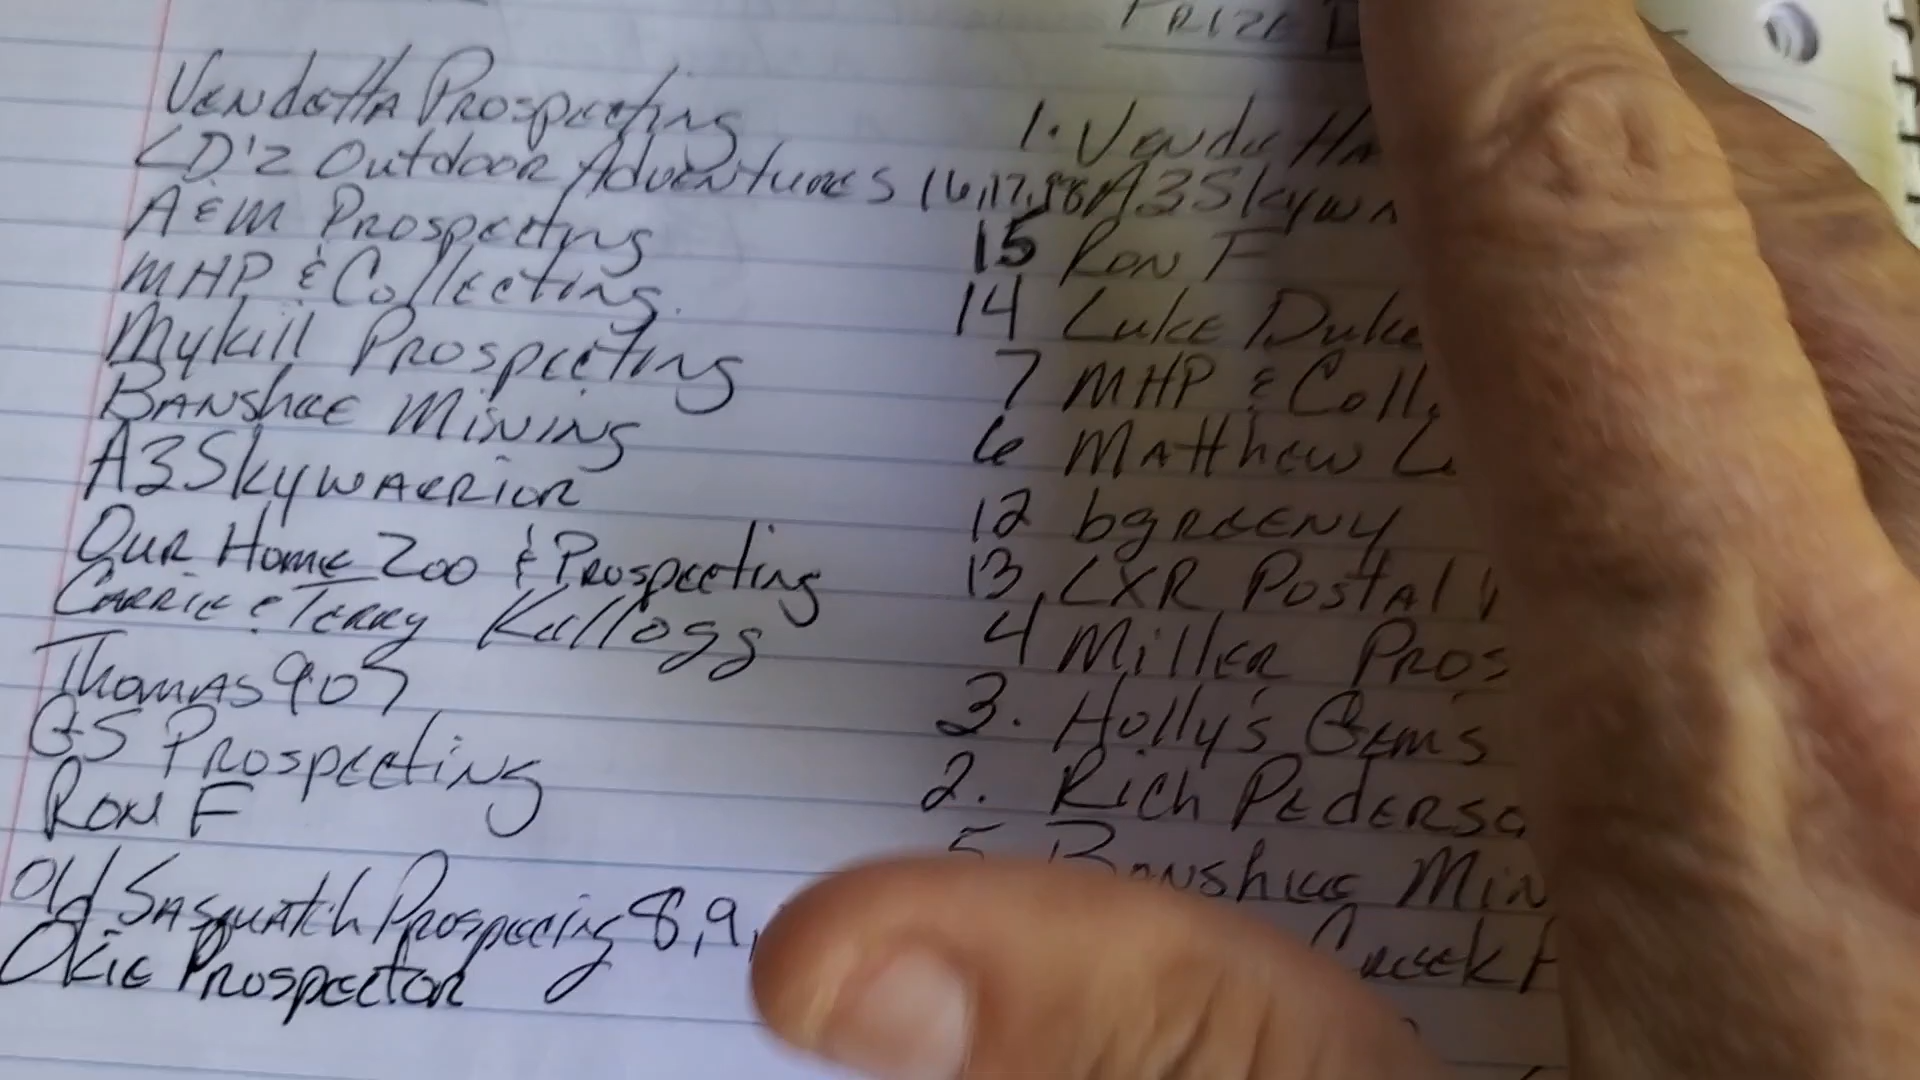 PRIZE D
Vendetta Prospecting
LD'z Outdoor Adventures
A & M Prospecting
MHP & Collecting
Mykill Prospecting
Banshee Mining
A3Skywarrior
Our Home Zoo & Prospecting
Carrie & Terry Kellogg
Thomas907
GS Prospecting
Ron F
Old Sasquatch Prospecing 8,9,
Okie Prospector
1. Vendetta
16,17,18 A3Skywa
15 Ron F
14 Luke Duke
7 MHP & Coll
6 Matthew L
12 bgreeny
13 LXR Postal
4 Miller Pros
3. Holly's Gems
2. Rich Pederso
5 Banshee Min
Creek